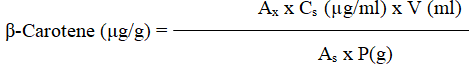 Aₓ x Cₛ (µg/ml) x V (ml)
β-Carotene (µg/g) =
Aₛ x P(g)